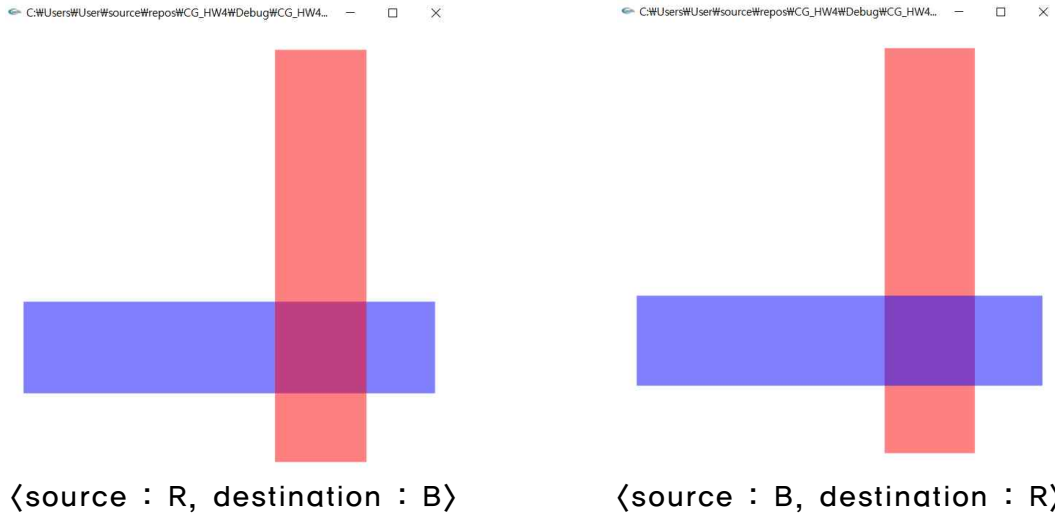 C:₩Users₩User₩source₩repos₩CG_HW4₩Debug₩CG_HW4...
C:₩Users₩User₩source₩repos₩CG_HW4₩Debug₩CG_HW4...
〈source : R, destination : B〉
〈source : B, destination : R〉